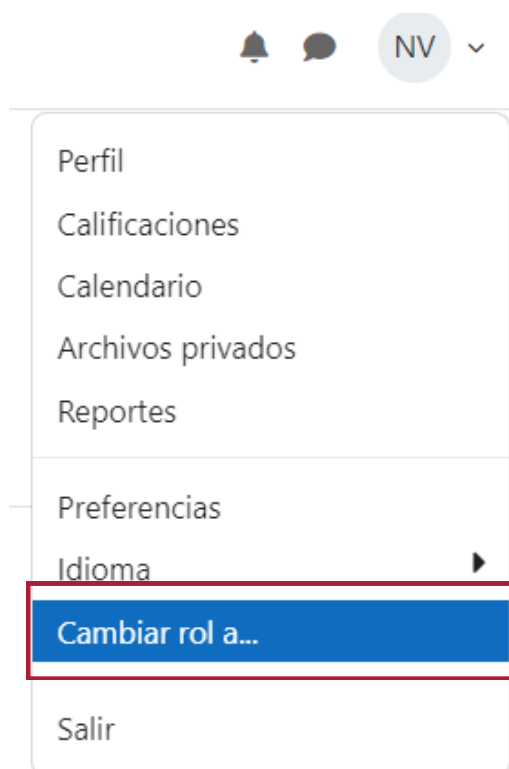 NV
Perfil
Calificaciones
Calendario
Archivos privados
Reportes
Preferencias
Idioma
Cambiar rol a...
Salir